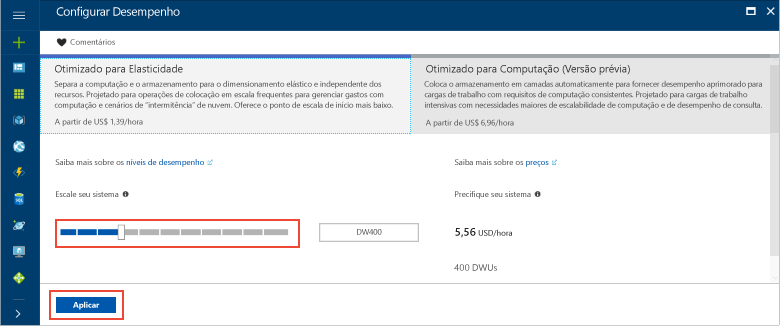 Configurar Desempenho
Comentários
Otimizado para Elasticidade
Separa a computação e o armazenamento para o dimensionamento elástico e independente dos
recursos. Projetado para operações de colocação em escala frequentes para gerenciar gastos com
computação e cenários de "intermitência" de nuvem. Oferece o ponto de escala de início mais baixo.
A partir de US$ 1,39/hora
Otimizado para Computação (Versão prévia)
Coloca o armazenamento em camadas automaticamente para fornecer desempenho aprimorado para
cargas de trabalho com requisitos de computação consistentes. Projetado para cargas de trabalho
intensivas com necessidades maiores de escalabilidade de computação e de desempenho de consulta.
A partir de US$ 6,96/hora
Saiba mais sobre os níveis de desempenho
Saiba mais sobre os preços
Escale seu sistema
Precifique seu sistema
DW400
5,56 USD/hora
400 DWUs
Aplicar